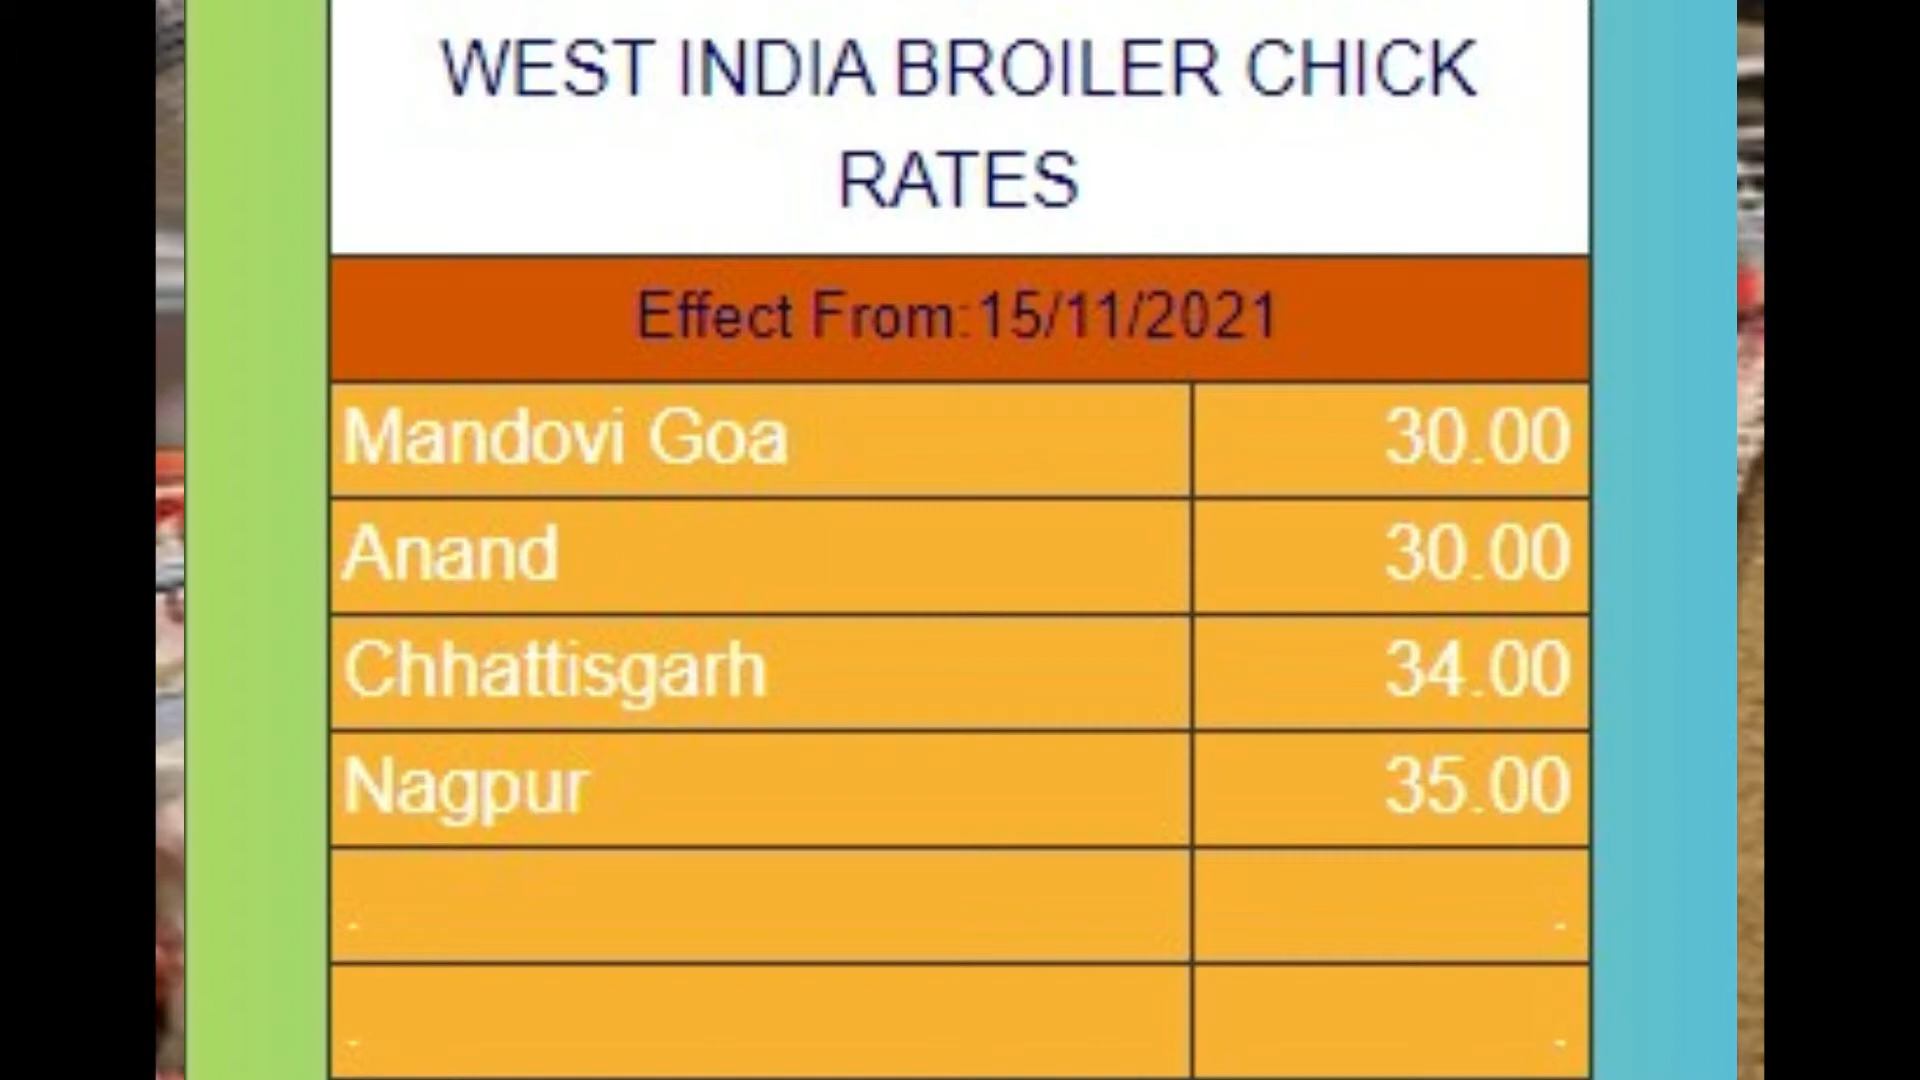 WEST INDIA BROILER CHICK
RATES
Effect From:15/11/2021
Mandovi Goa 30.00
Anand 30.00
Chhattisgarh 34.00
Nagpur 35.00
. .
. .